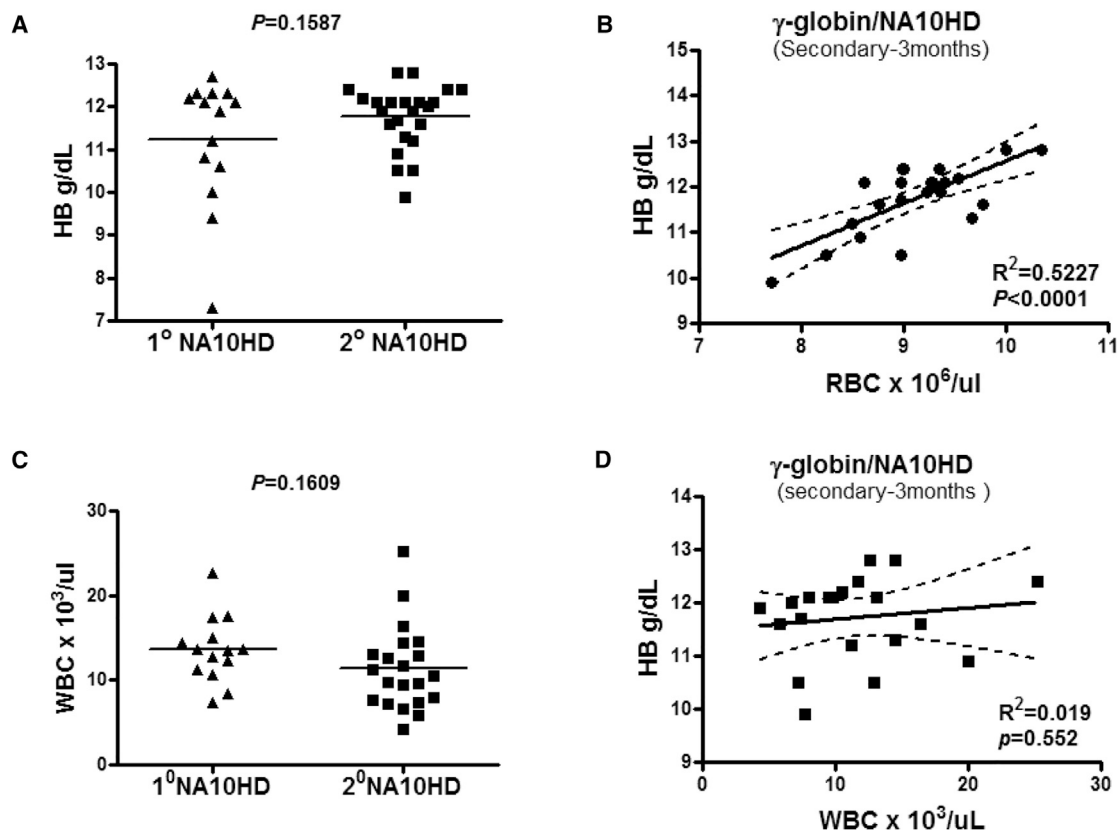 A
P=0.1587
HB g/dL
13
12
11
10
9
8
7
1° NA10HD
2° NA10HD
B
γ-globin/NA10HD
(Secondary-3months)
HB g/dL
15
14
13
12
11
10
9
R²=0.5227
P<0.0001
7
8
9
10
11
RBC x 10⁶/ul
C
P=0.1609
WBC x 10³/ul
30
20
10
0
1⁰NA10HD
2⁰NA10HD
D
γ-globin/NA10HD
(secondary-3months )
HB g/dL
14
13
12
11
10
9
R²=0.019
p=0.552
0
10
20
30
WBC x 10³/uL